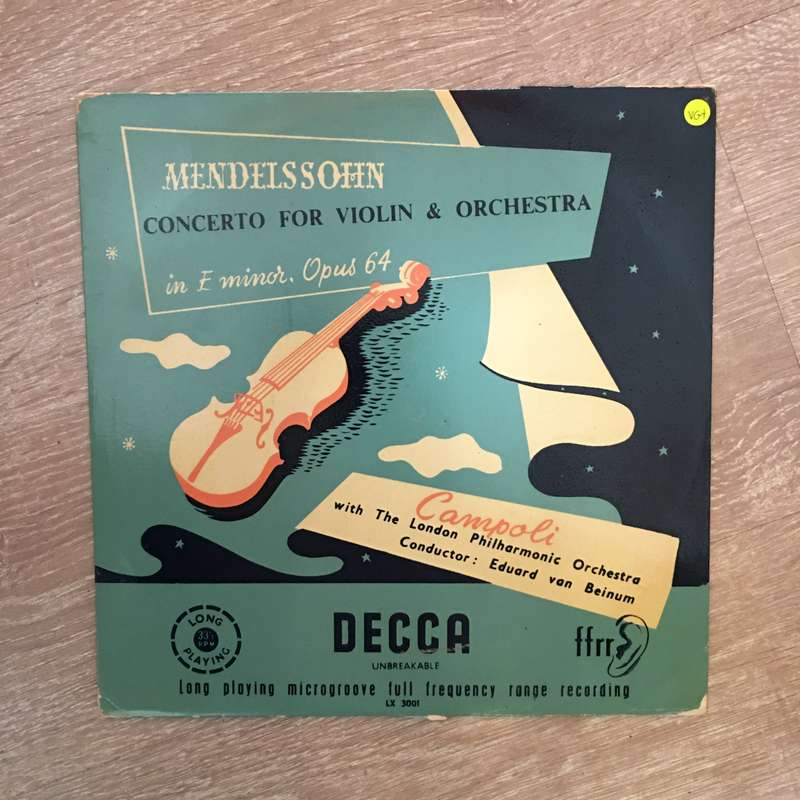 VG+
MENDELSSOHN
CONCERTO FOR VIOLIN & ORCHESTRA
in E minor. Opus 64
Campoli
with The London Philharmonic Orchestra
Conductor: Eduard van Beinum
LONG
33⅓
RPM
PLAYING
DECCA
UNBREAKABLE
ffrr
Long playing microgroove full frequency range recording
LX 3001